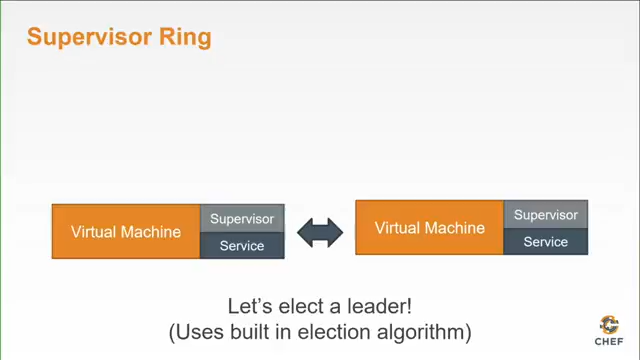 Supervisor Ring
Virtual Machine
Supervisor
Service
Virtual Machine
Supervisor
Service
Let's elect a leader!
(Uses built in election algorithm)
CHEF